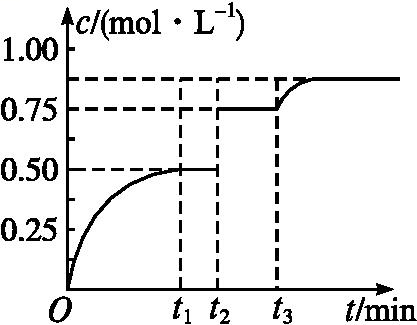 c/(mol・L⁻¹)
1.00
0.75
0.50
0.25
O t₁ t₂ t₃ t/min